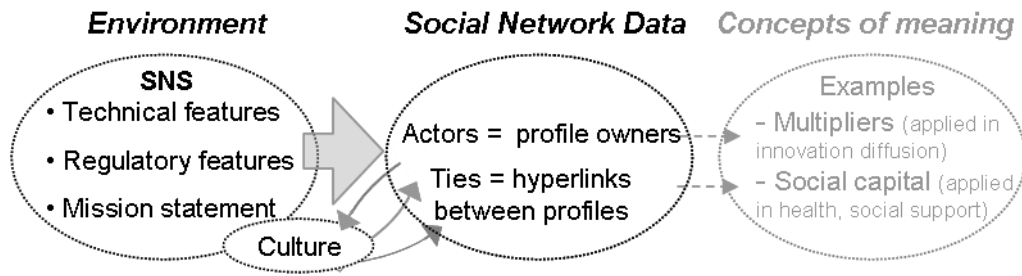 Environment
Social Network Data
Concepts of meaning
SNS
• Technical features
• Regulatory features
• Mission statement
Culture
Actors = profile owners
Ties = hyperlinks
between profiles
Examples
- Multipliers (applied in
innovation diffusion)
- Social capital (applied
in health, social support)